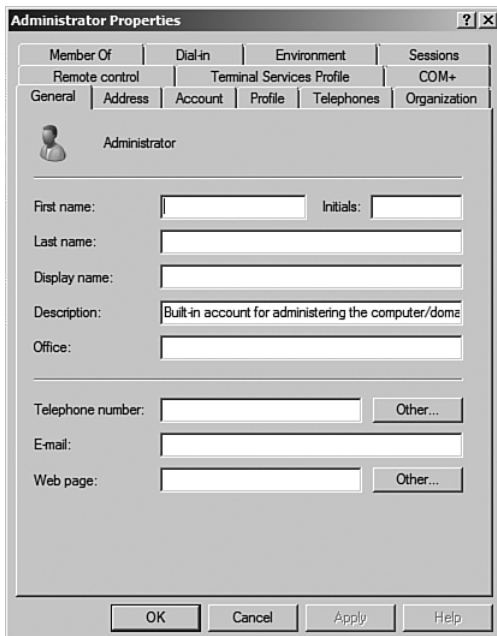 Administrator Properties
Member Of Dial-in Environment Sessions
Remote control Terminal Services Profile COM+
General Address Account Profile Telephones Organization
Administrator
First name: Initials:
Last name:
Display name:
Description: Built-in account for administering the computer/doma
Office:
Telephone number: Other...
E-mail:
Web page: Other...
OK Cancel Apply Help